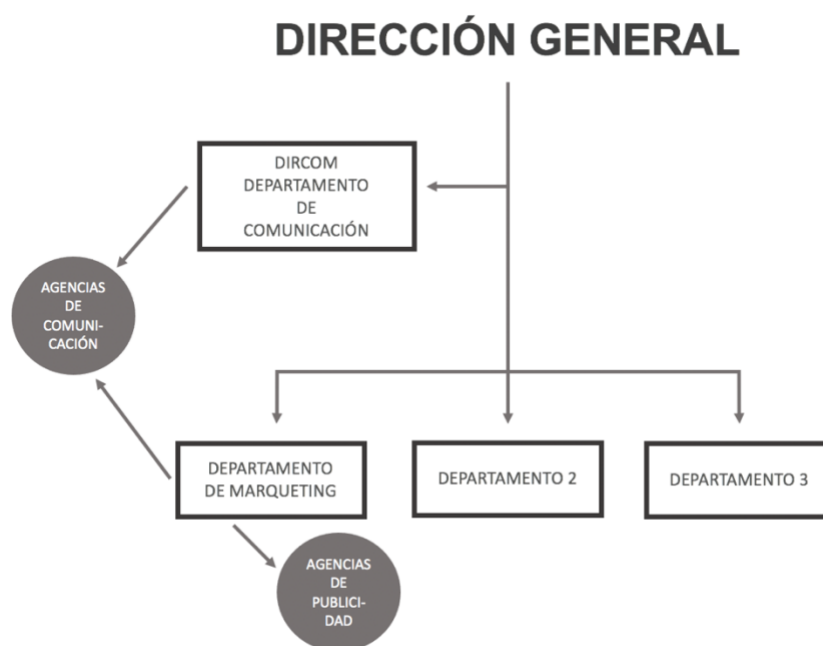 DIRECCIÓN GENERAL
DIRCOM
DEPARTAMENTO
DE
COMUNICACIÓN
AGENCIAS
DE
COMUNI-
CACIÓN
DEPARTAMENTO
DE MARQUETING
DEPARTAMENTO 2
DEPARTAMENTO 3
AGENCIAS
DE
PUBLICI-
DAD